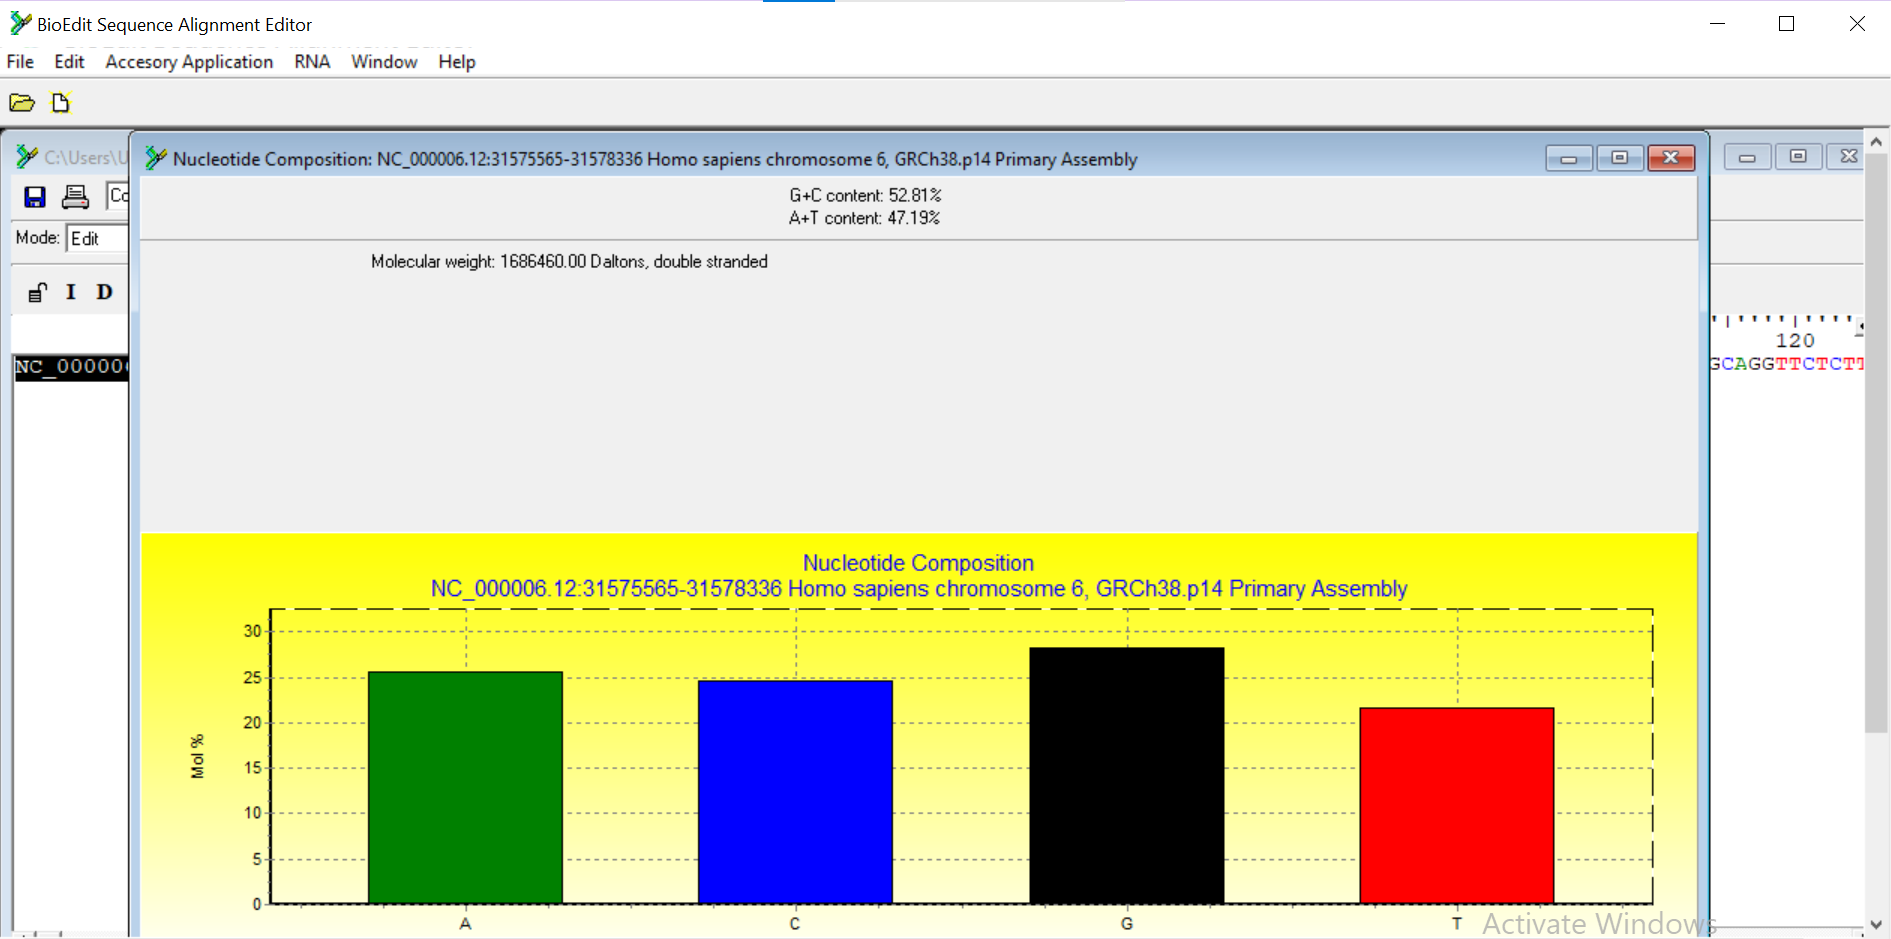 BioEdit Sequence Alignment Editor
File Edit Accesory Application RNA Window Help
C:\Users\U
Nucleotide Composition: NC_000006.12:31575565-31578336 Homo sapiens chromosome 6, GRCh38.p14 Primary Assembly
G+C content: 52.81%
A+T content: 47.19%
Mode: Edit
Molecular weight: 1686460.00 Daltons, double stranded
I D
120
NC_00000
GCAGGTTCTCTT
Nucleotide Composition
NC_000006.12:31575565-31578336 Homo sapiens chromosome 6, GRCh38.p14 Primary Assembly
30
25
20
15
10
5
0
Mol %
A C G T
Activate Windows